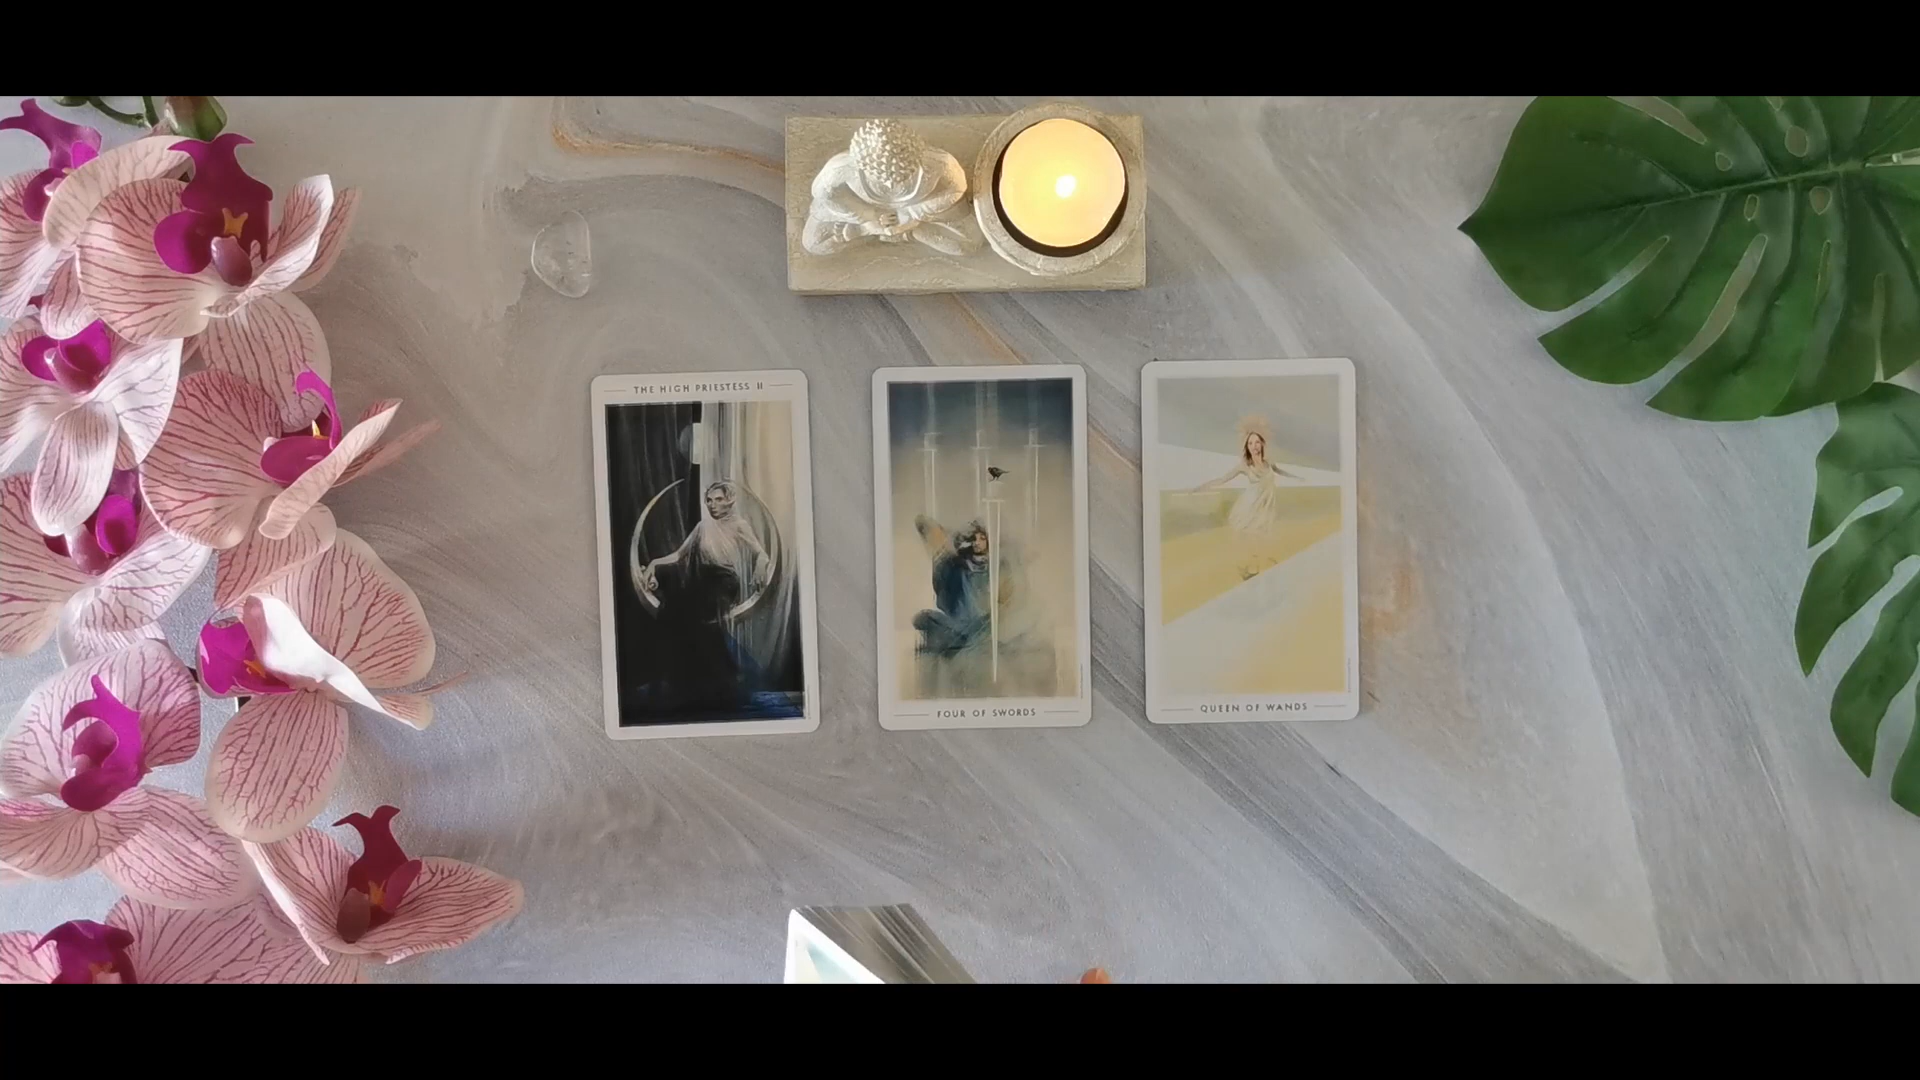 THE HIGH PRIESTESS II
FOUR OF SWORDS
QUEEN OF WANDS